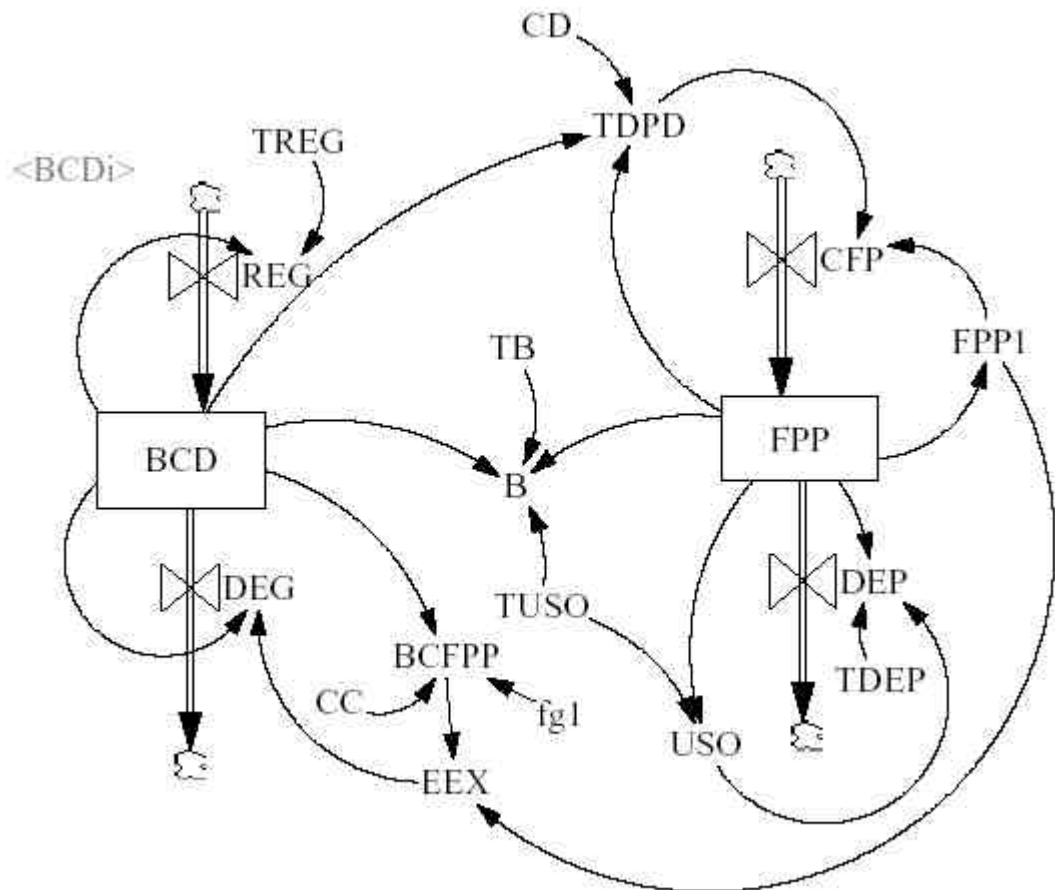 CD
TDPD
TREG
<BCDi>
REG
CFP
TB
FPP1
BCD
FPP
B
DEG
TUSO
DEP
BCFPP
TDEP
CC
fg1
USO
EEX